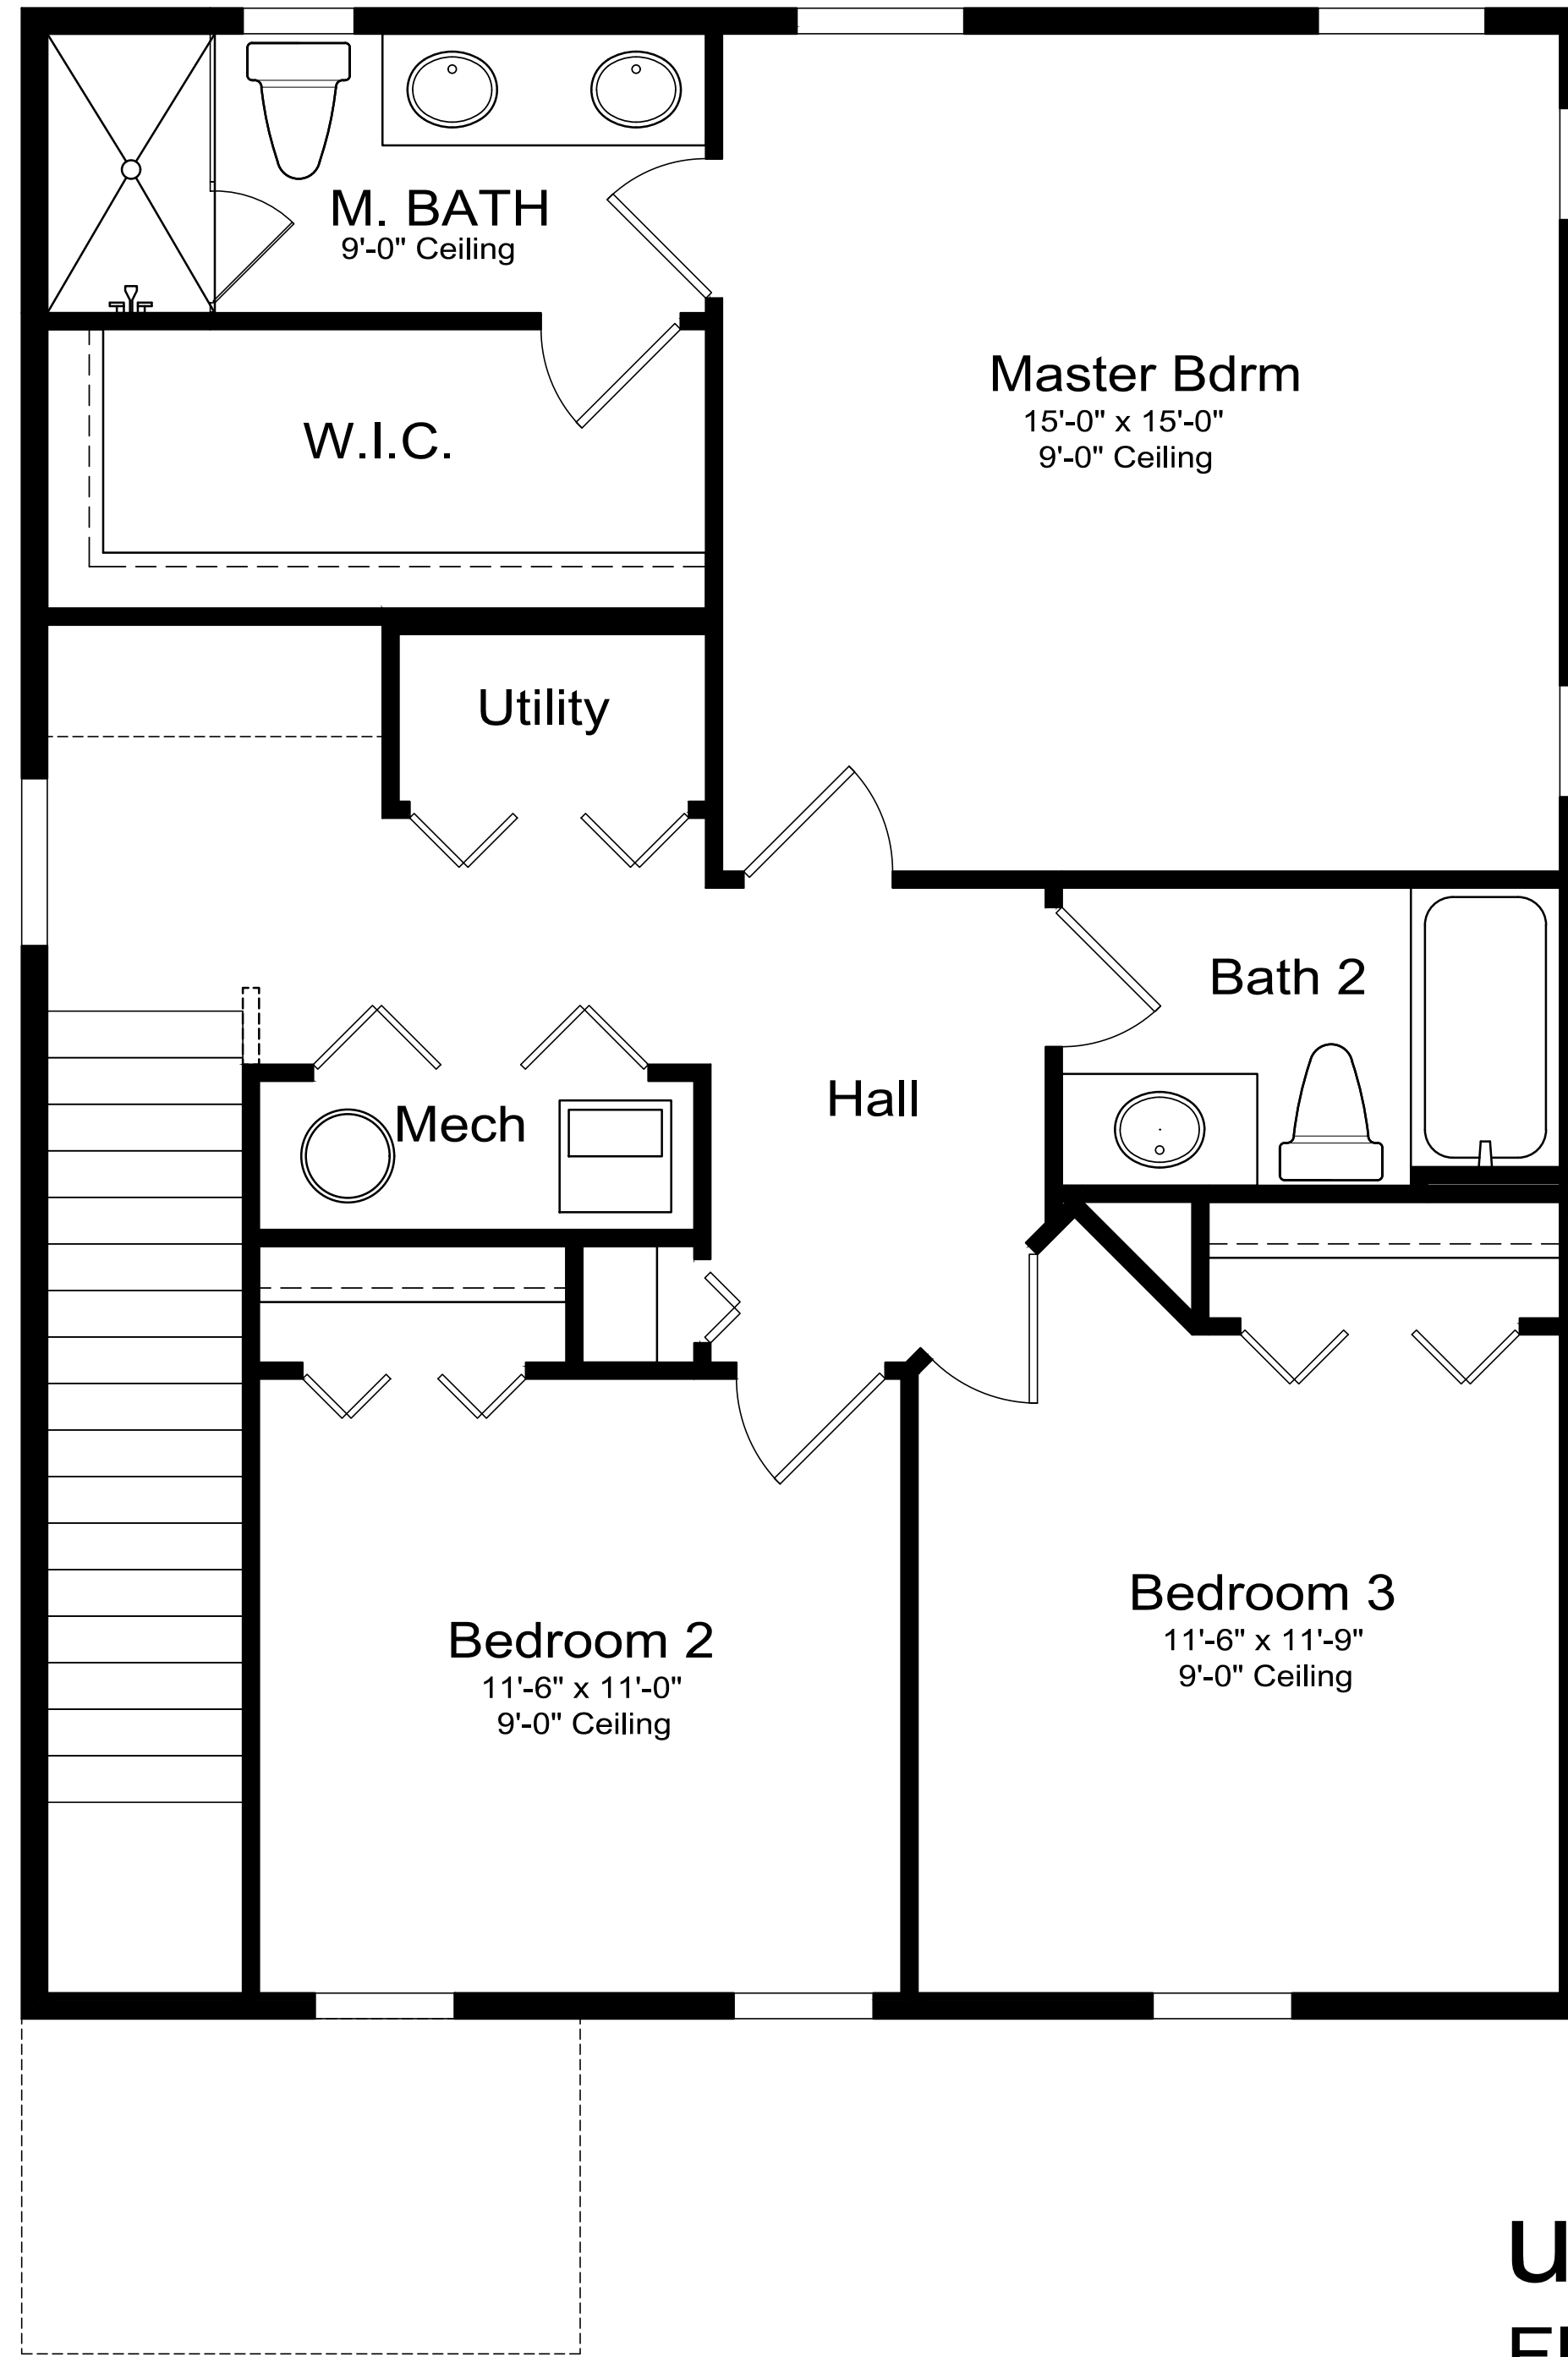 M. BATH
9'-0" Ceiling
Master Bdrm
15'-0" x 15'-0"
9'-0" Ceiling
W.I.C.
Utility
Bath 2
Hall
Mech
Bedroom 3
11'-6" x 11'-9"
9'-0" Ceiling
Bedroom 2
11'-6" x 11'-0"
9'-0" Ceiling